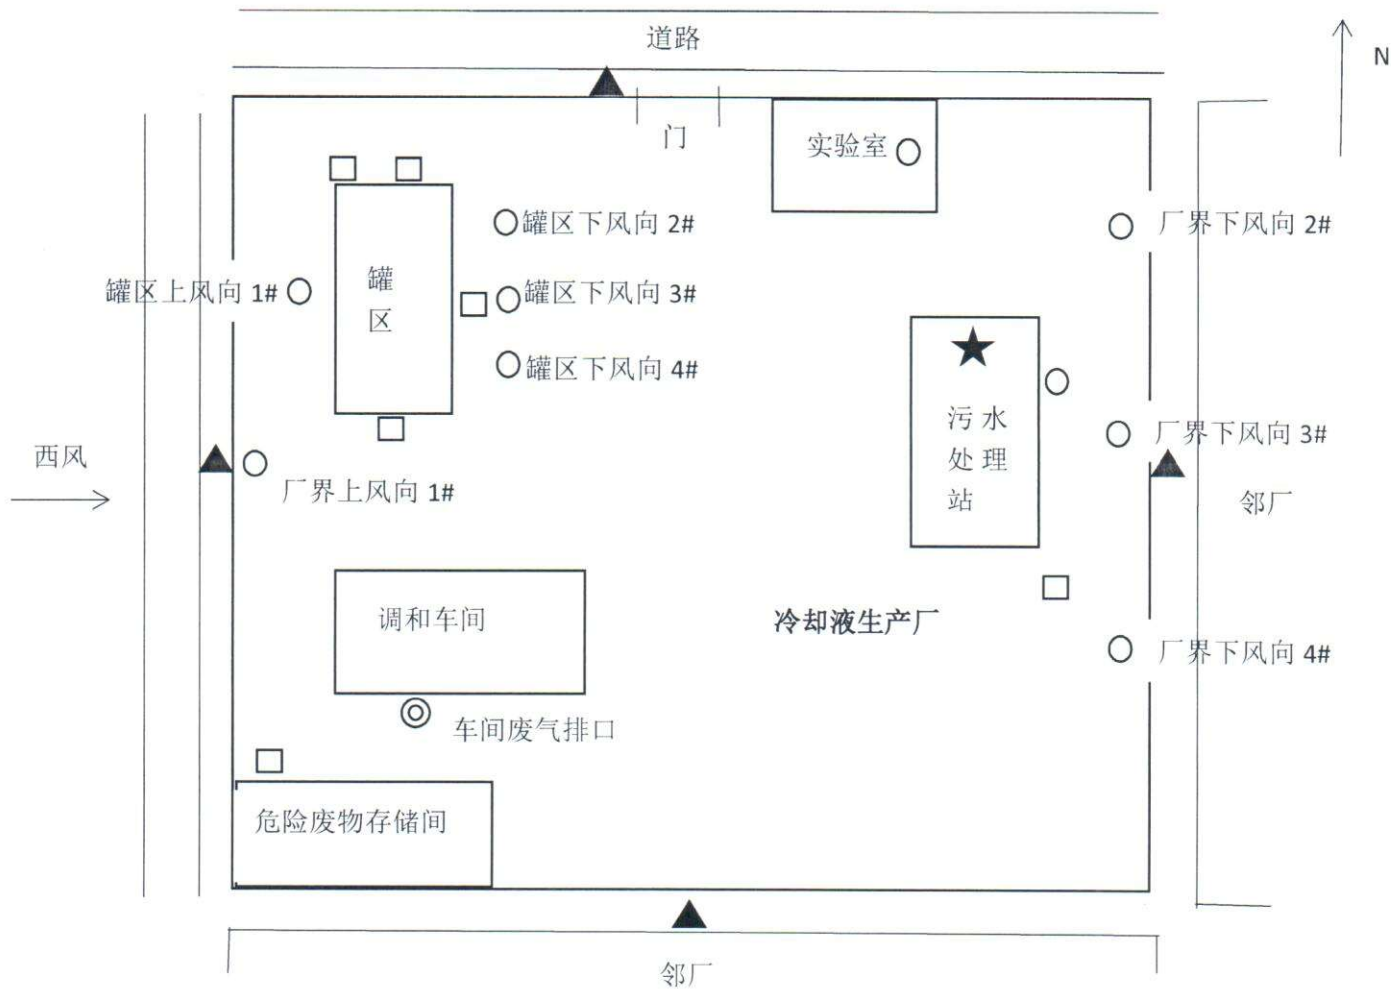 道路
N
门
实验室
罐区下风向 2#
厂界下风向 2#
罐区上风向 1#
罐
区
罐区下风向 3#
罐区下风向 4#
污水
处理
站
厂界下风向 3#
西风
厂界上风向 1#
邻厂
调和车间
冷却液生产厂
厂界下风向 4#
车间废气排口
危险废物存储间
邻厂